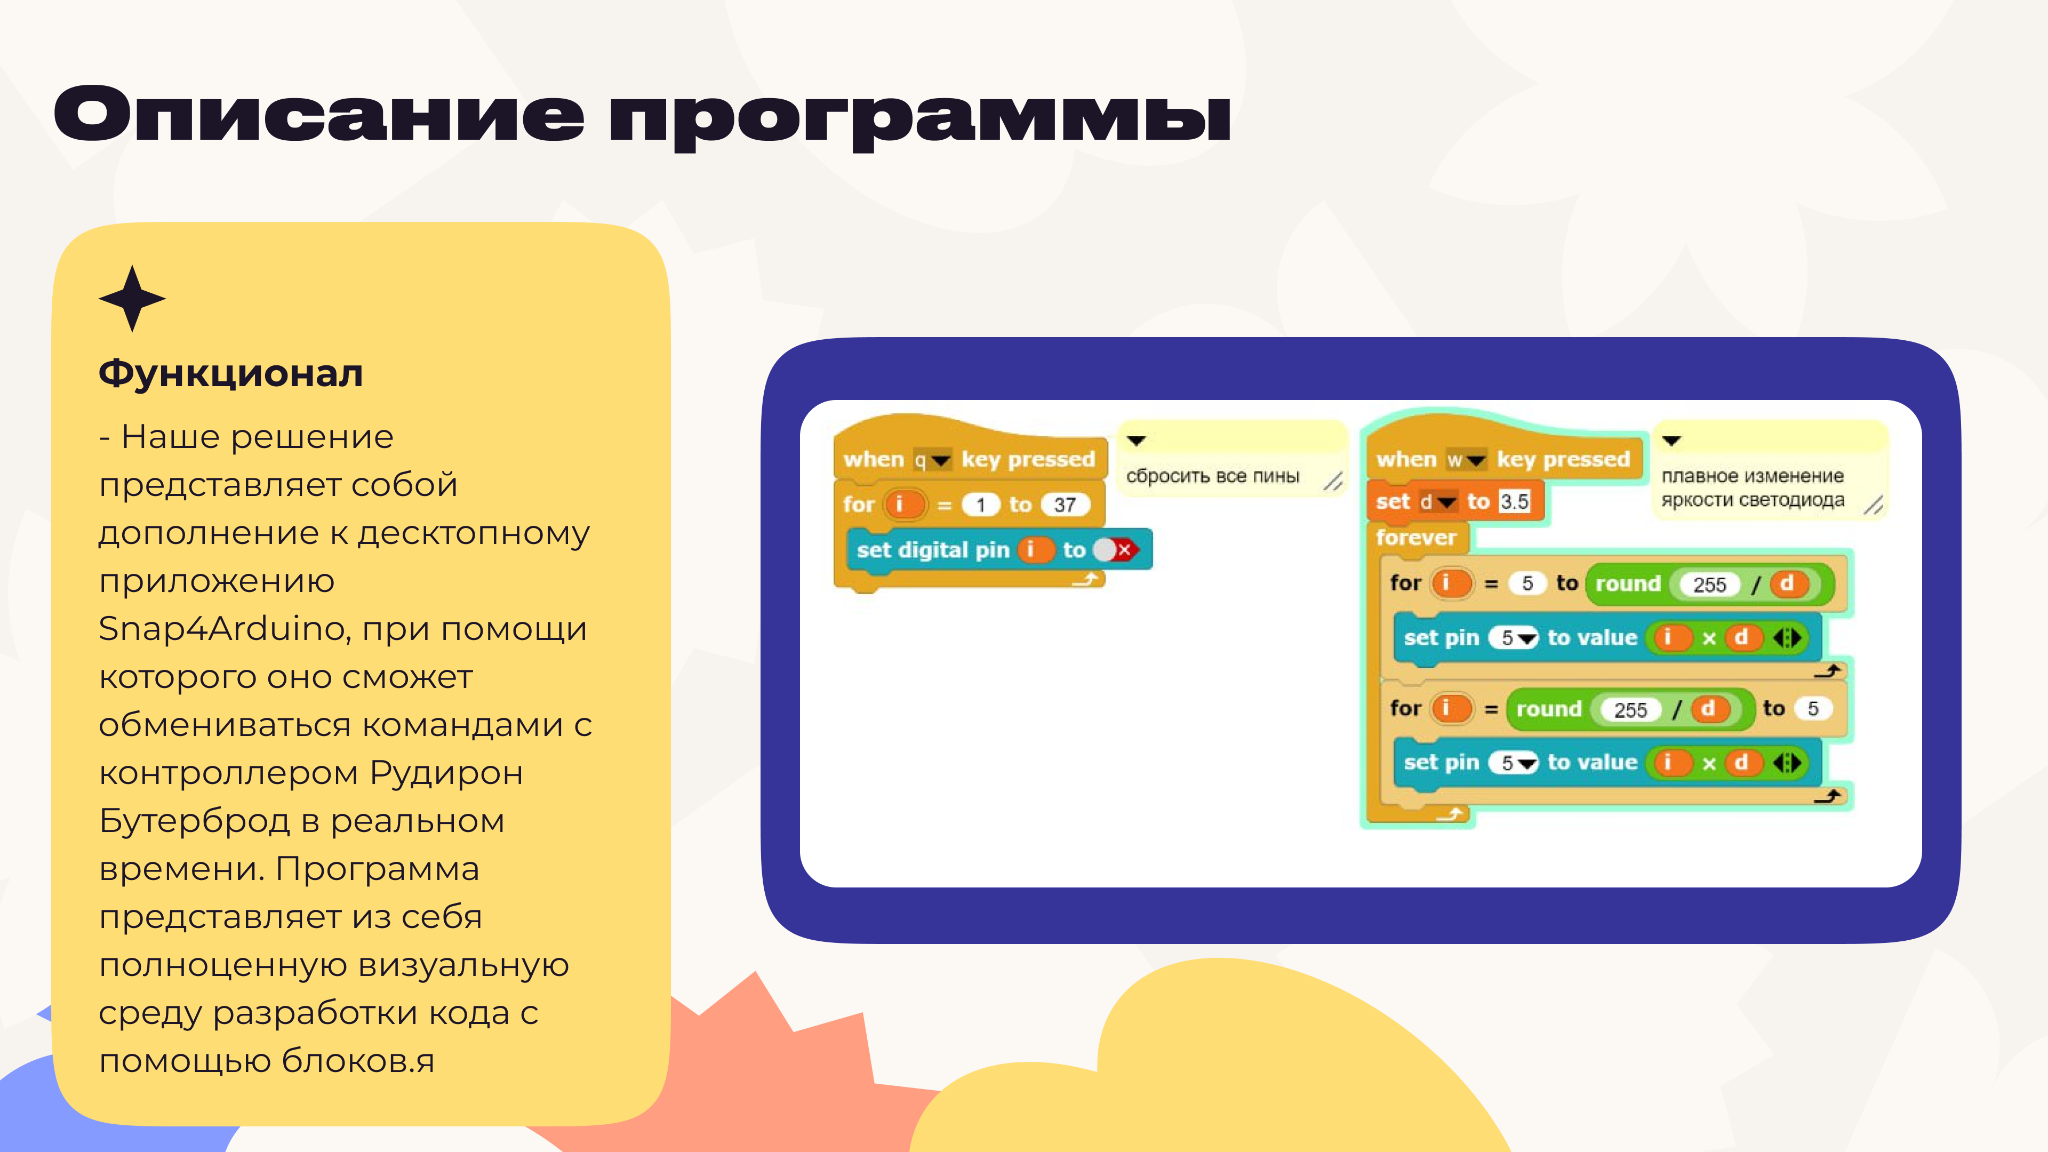 Описание программы
Функционал
- Наше решение
представляет собой
дополнение к десктопному
приложению
Snap4Arduino, при помощи
которого оно сможет
обмениваться командами с
контроллером Рудирон
Бутерброд в реальном
времени. Программа
представляет из себя
полноценную визуальную
среду разработки кода с
помощью блоков.я
when q key pressed
for i = 1 to 37
set digital pin i to
сбросить все пины
when w key pressed
set d to 3.5
forever
for i = 5 to round 255 / d
set pin 5 to value i × d
for i = round 255 / d to 5
set pin 5 to value i × d
плавное изменение
яркости светодиода